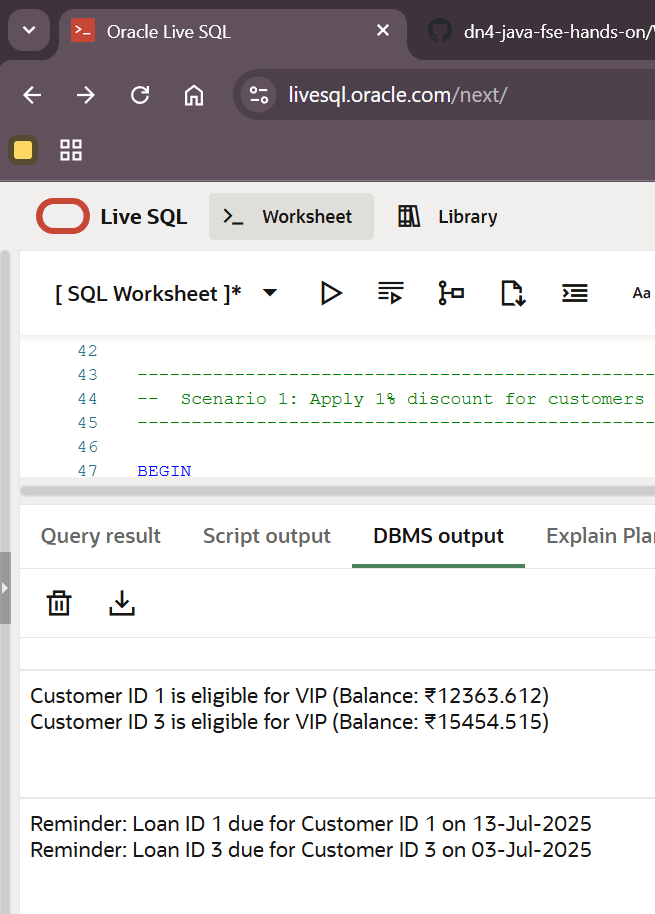 Oracle Live SQL
dn4-java-fse-hands-on/
livesql.oracle.com/next/
Live SQL
>_ Worksheet
Library
[ SQL Worksheet ]*
Aa
42
43 ------------------------------------------------
44 --  Scenario 1: Apply 1% discount for customers
45 ------------------------------------------------
46
47 BEGIN
Query result
Script output
DBMS output
Explain Pla
Customer ID 1 is eligible for VIP (Balance: ₹12363.612)
Customer ID 3 is eligible for VIP (Balance: ₹15454.515)
Reminder: Loan ID 1 due for Customer ID 1 on 13-Jul-2025
Reminder: Loan ID 3 due for Customer ID 3 on 03-Jul-2025